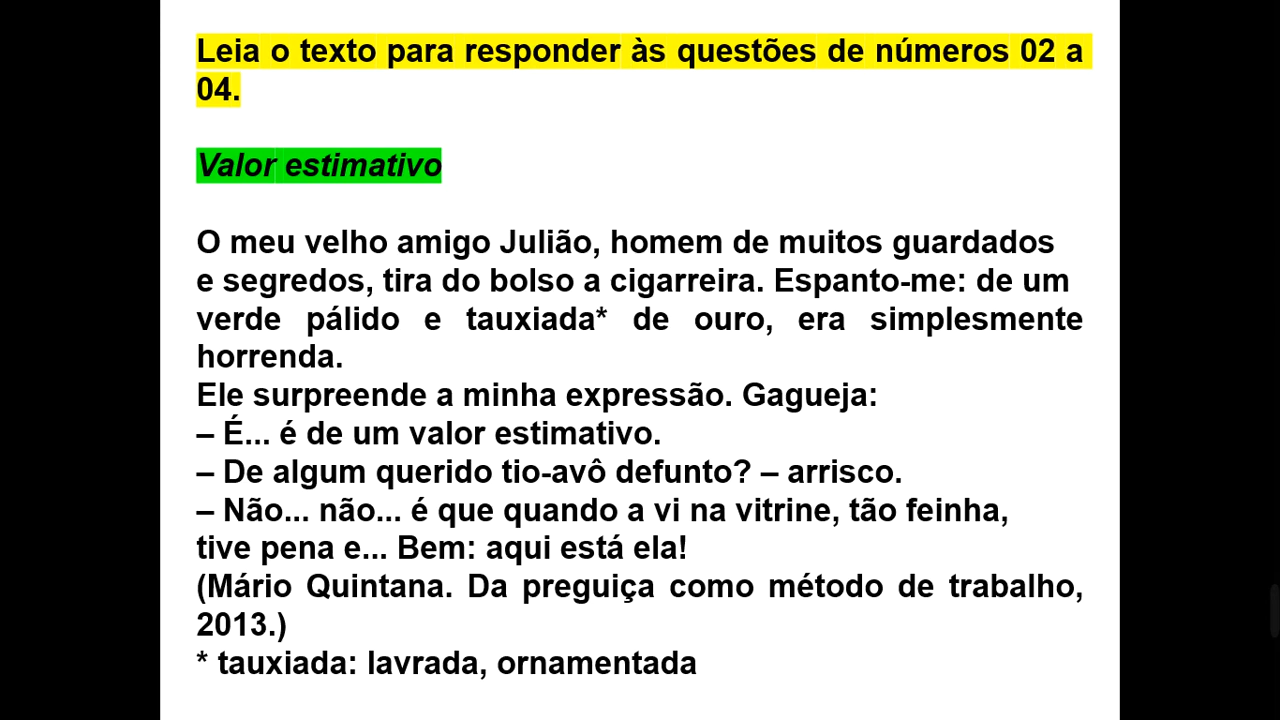 Leia o texto para responder às questões de números 02 a
04.
Valor estimativo
O meu velho amigo Julião, homem de muitos guardados
e segredos, tira do bolso a cigarreira. Espanto-me: de um
verde pálido e tauxiada* de ouro, era simplesmente
horrenda.
Ele surpreende a minha expressão. Gagueja:
– É... é de um valor estimativo.
– De algum querido tio-avô defunto? – arrisco.
– Não... não... é que quando a vi na vitrine, tão feinha,
tive pena e... Bem: aqui está ela!
(Mário Quintana. Da preguiça como método de trabalho,
2013.)
* tauxiada: lavrada, ornamentada